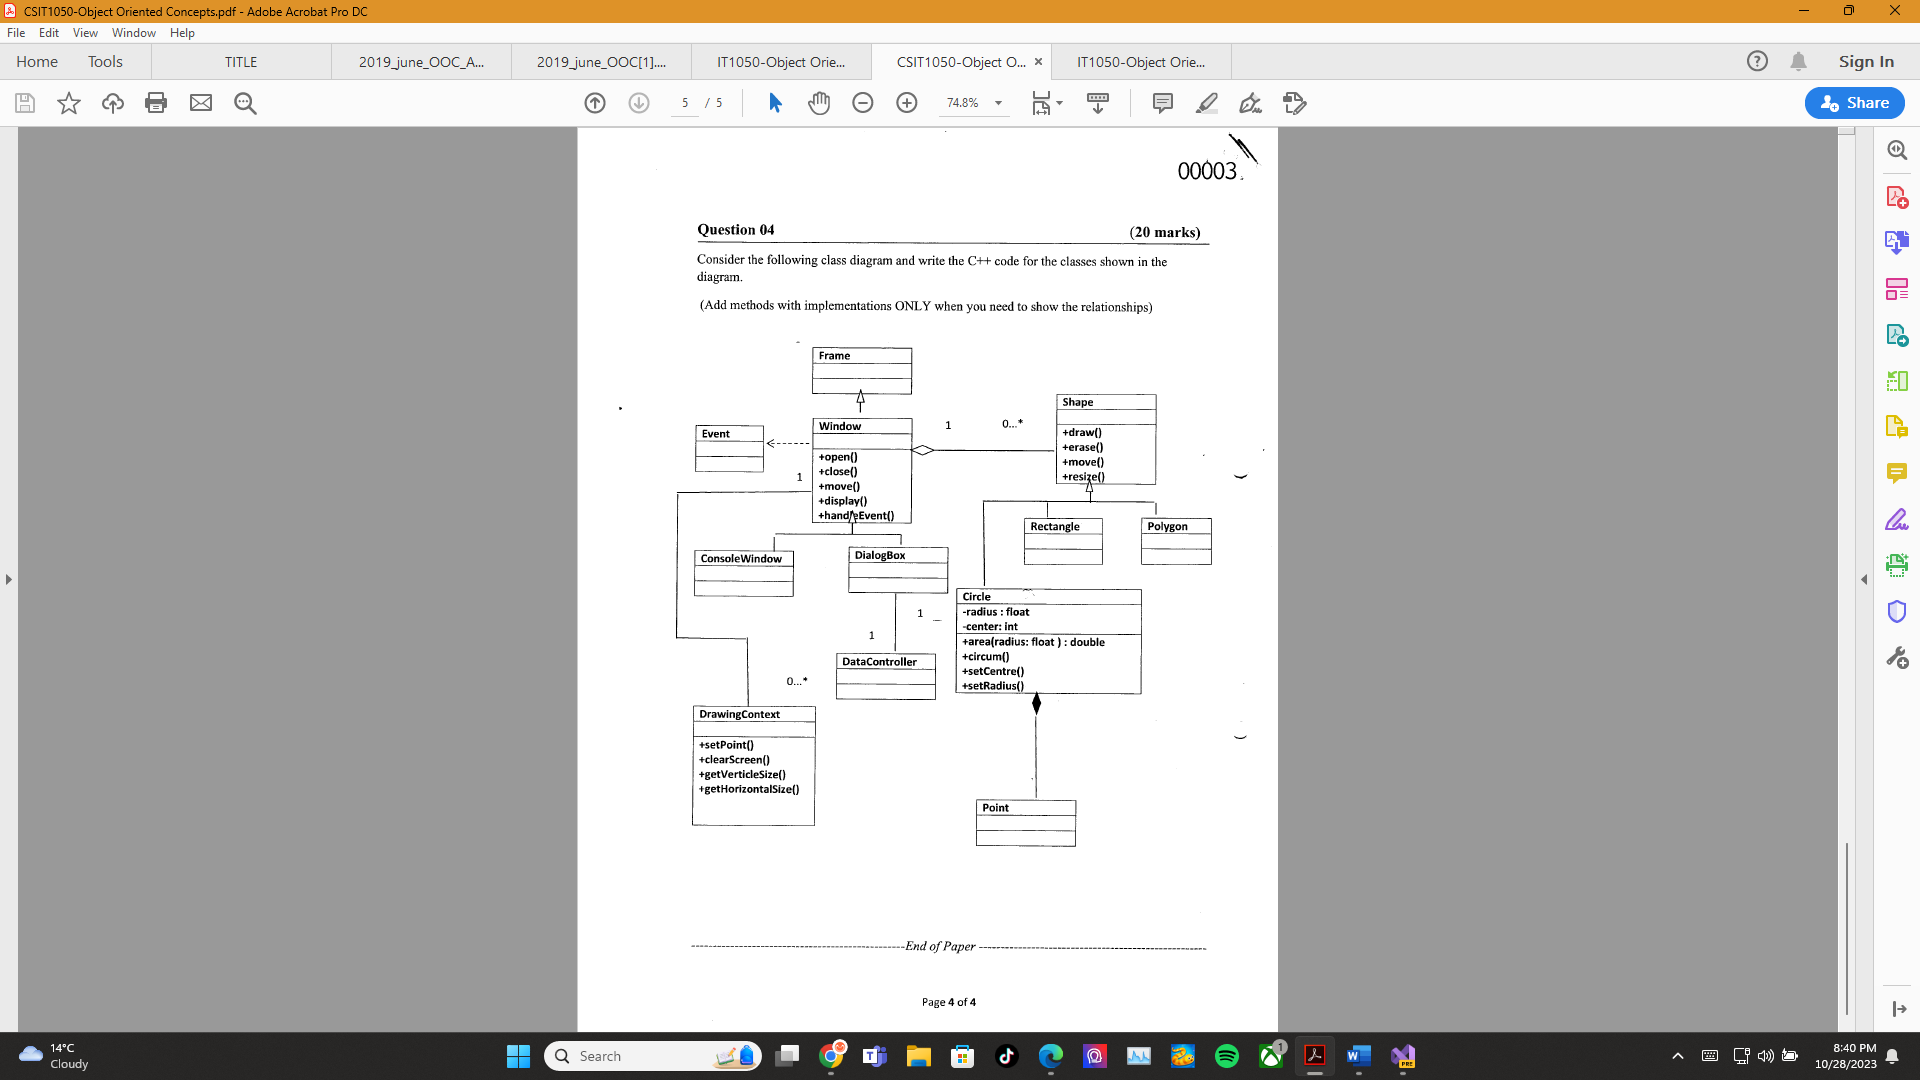 CSIT1050-Object Oriented Concepts.pdf - Adobe Acrobat Pro DC
File Edit View Window Help
Home Tools TITLE 2019_june_OOC_A... 2019_june_OOC[1].... IT1050-Object Orie... CSIT1050-Object O... × IT1050-Object Orie... Sign In
5 / 5 74.8% Share
00003
Question 04 (20 marks)
Consider the following class diagram and write the C++ code for the classes shown in the
diagram.
(Add methods with implementations ONLY when you need to show the relationships)
Frame
Shape
+draw()
+erase()
+move()
+resize()
1 0...*
Window
+open()
+close()
+move()
+display()
+handleEvent()
Event
1
Rectangle
Polygon
ConsoleWindow
DialogBox
Circle
-radius : float
-center: int
+area(radius: float ) : double
+circum()
+setCentre()
+setRadius()
1
1
DataController
0...*
DrawingContext
+setPoint()
+clearScreen()
+getVerticleSize()
+getHorizontalSize()
Point
End of Paper
Page 4 of 4
14°C
Cloudy
Search
1
8:40 PM
10/28/2023